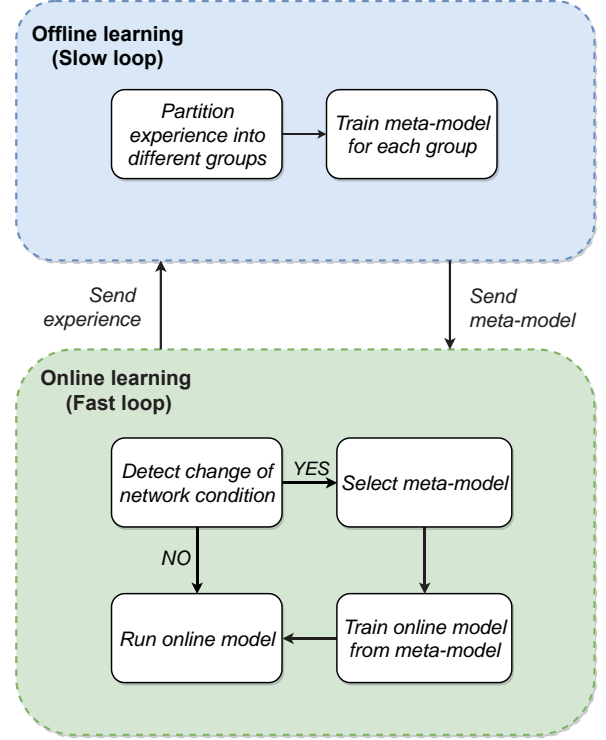 Offline learning
(Slow loop)
Partition
experience into
different groups
Train meta-model
for each group
Send
experience
Send
meta-model
Online learning
(Fast loop)
Detect change of
network condition
YES
Select meta-model
NO
Run online model
Train online model
from meta-model